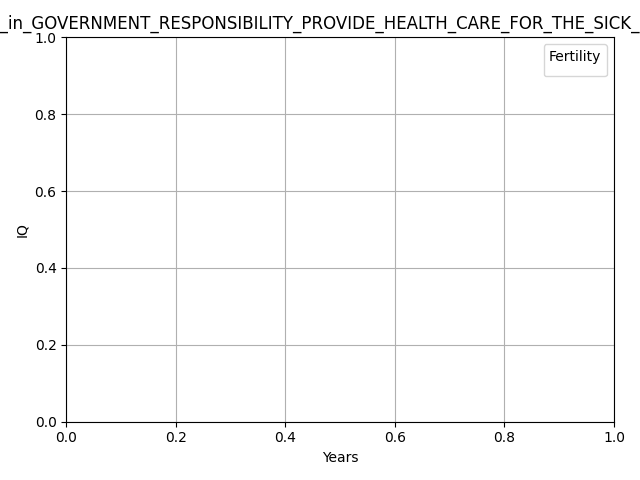 _in_GOVERNMENT_RESPONSIBILITY_PROVIDE_HEALTH_CARE_FOR_THE_SICK_
Fertility
1.0
0.8
0.6
0.4
0.2
0.0
IQ
0.0 0.2 0.4 0.6 0.8 1.0
Years